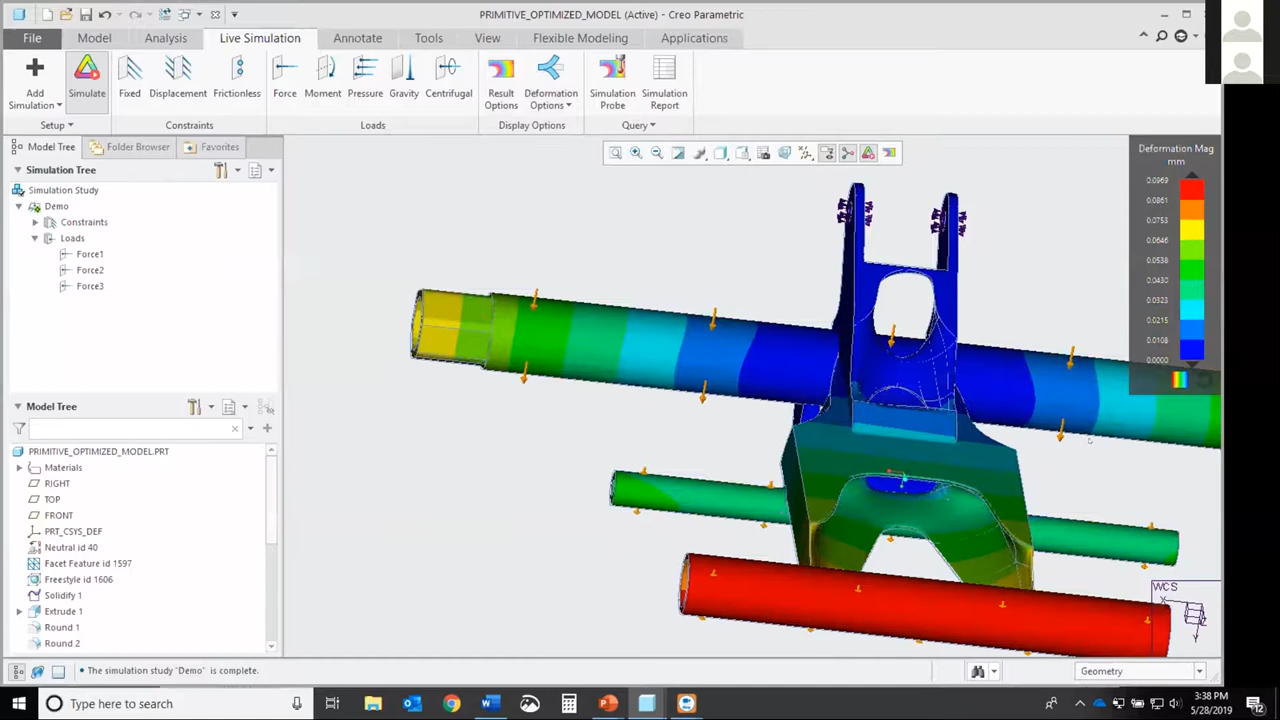 PRIMITIVE_OPTIMIZED_MODEL (Active) - Creo Parametric
File Model Analysis Live Simulation Annotate Tools View Flexible Modeling Applications
Add Simulation
Simulate
Fixed
Displacement
Frictionless
Force
Moment
Pressure
Gravity
Centrifugal
Result Options
Deformation Options
Simulation Probe
Simulation Report
Setup
Constraints
Loads
Display Options
Query
Model Tree
Folder Browser
Favorites
Simulation Tree
Simulation Study
Demo
Constraints
Loads
Force1
Force2
Force3
Model Tree
PRIMITIVE_OPTIMIZED_MODEL.PRT
Materials
RIGHT
TOP
FRONT
PRT_CSYS_DEF
Neutral id 40
Facet Feature id 1597
Freestyle id 1606
Solidify 1
Extrude 1
Round 1
Round 2
Deformation Mag
mm
0.0969
0.0861
0.0753
0.0646
0.0538
0.0430
0.0323
0.0215
0.0108
0.0000
WCS
X
Y
• The simulation study "Demo" is complete.
Geometry
Type here to search
3:38 PM
5/28/2019
12